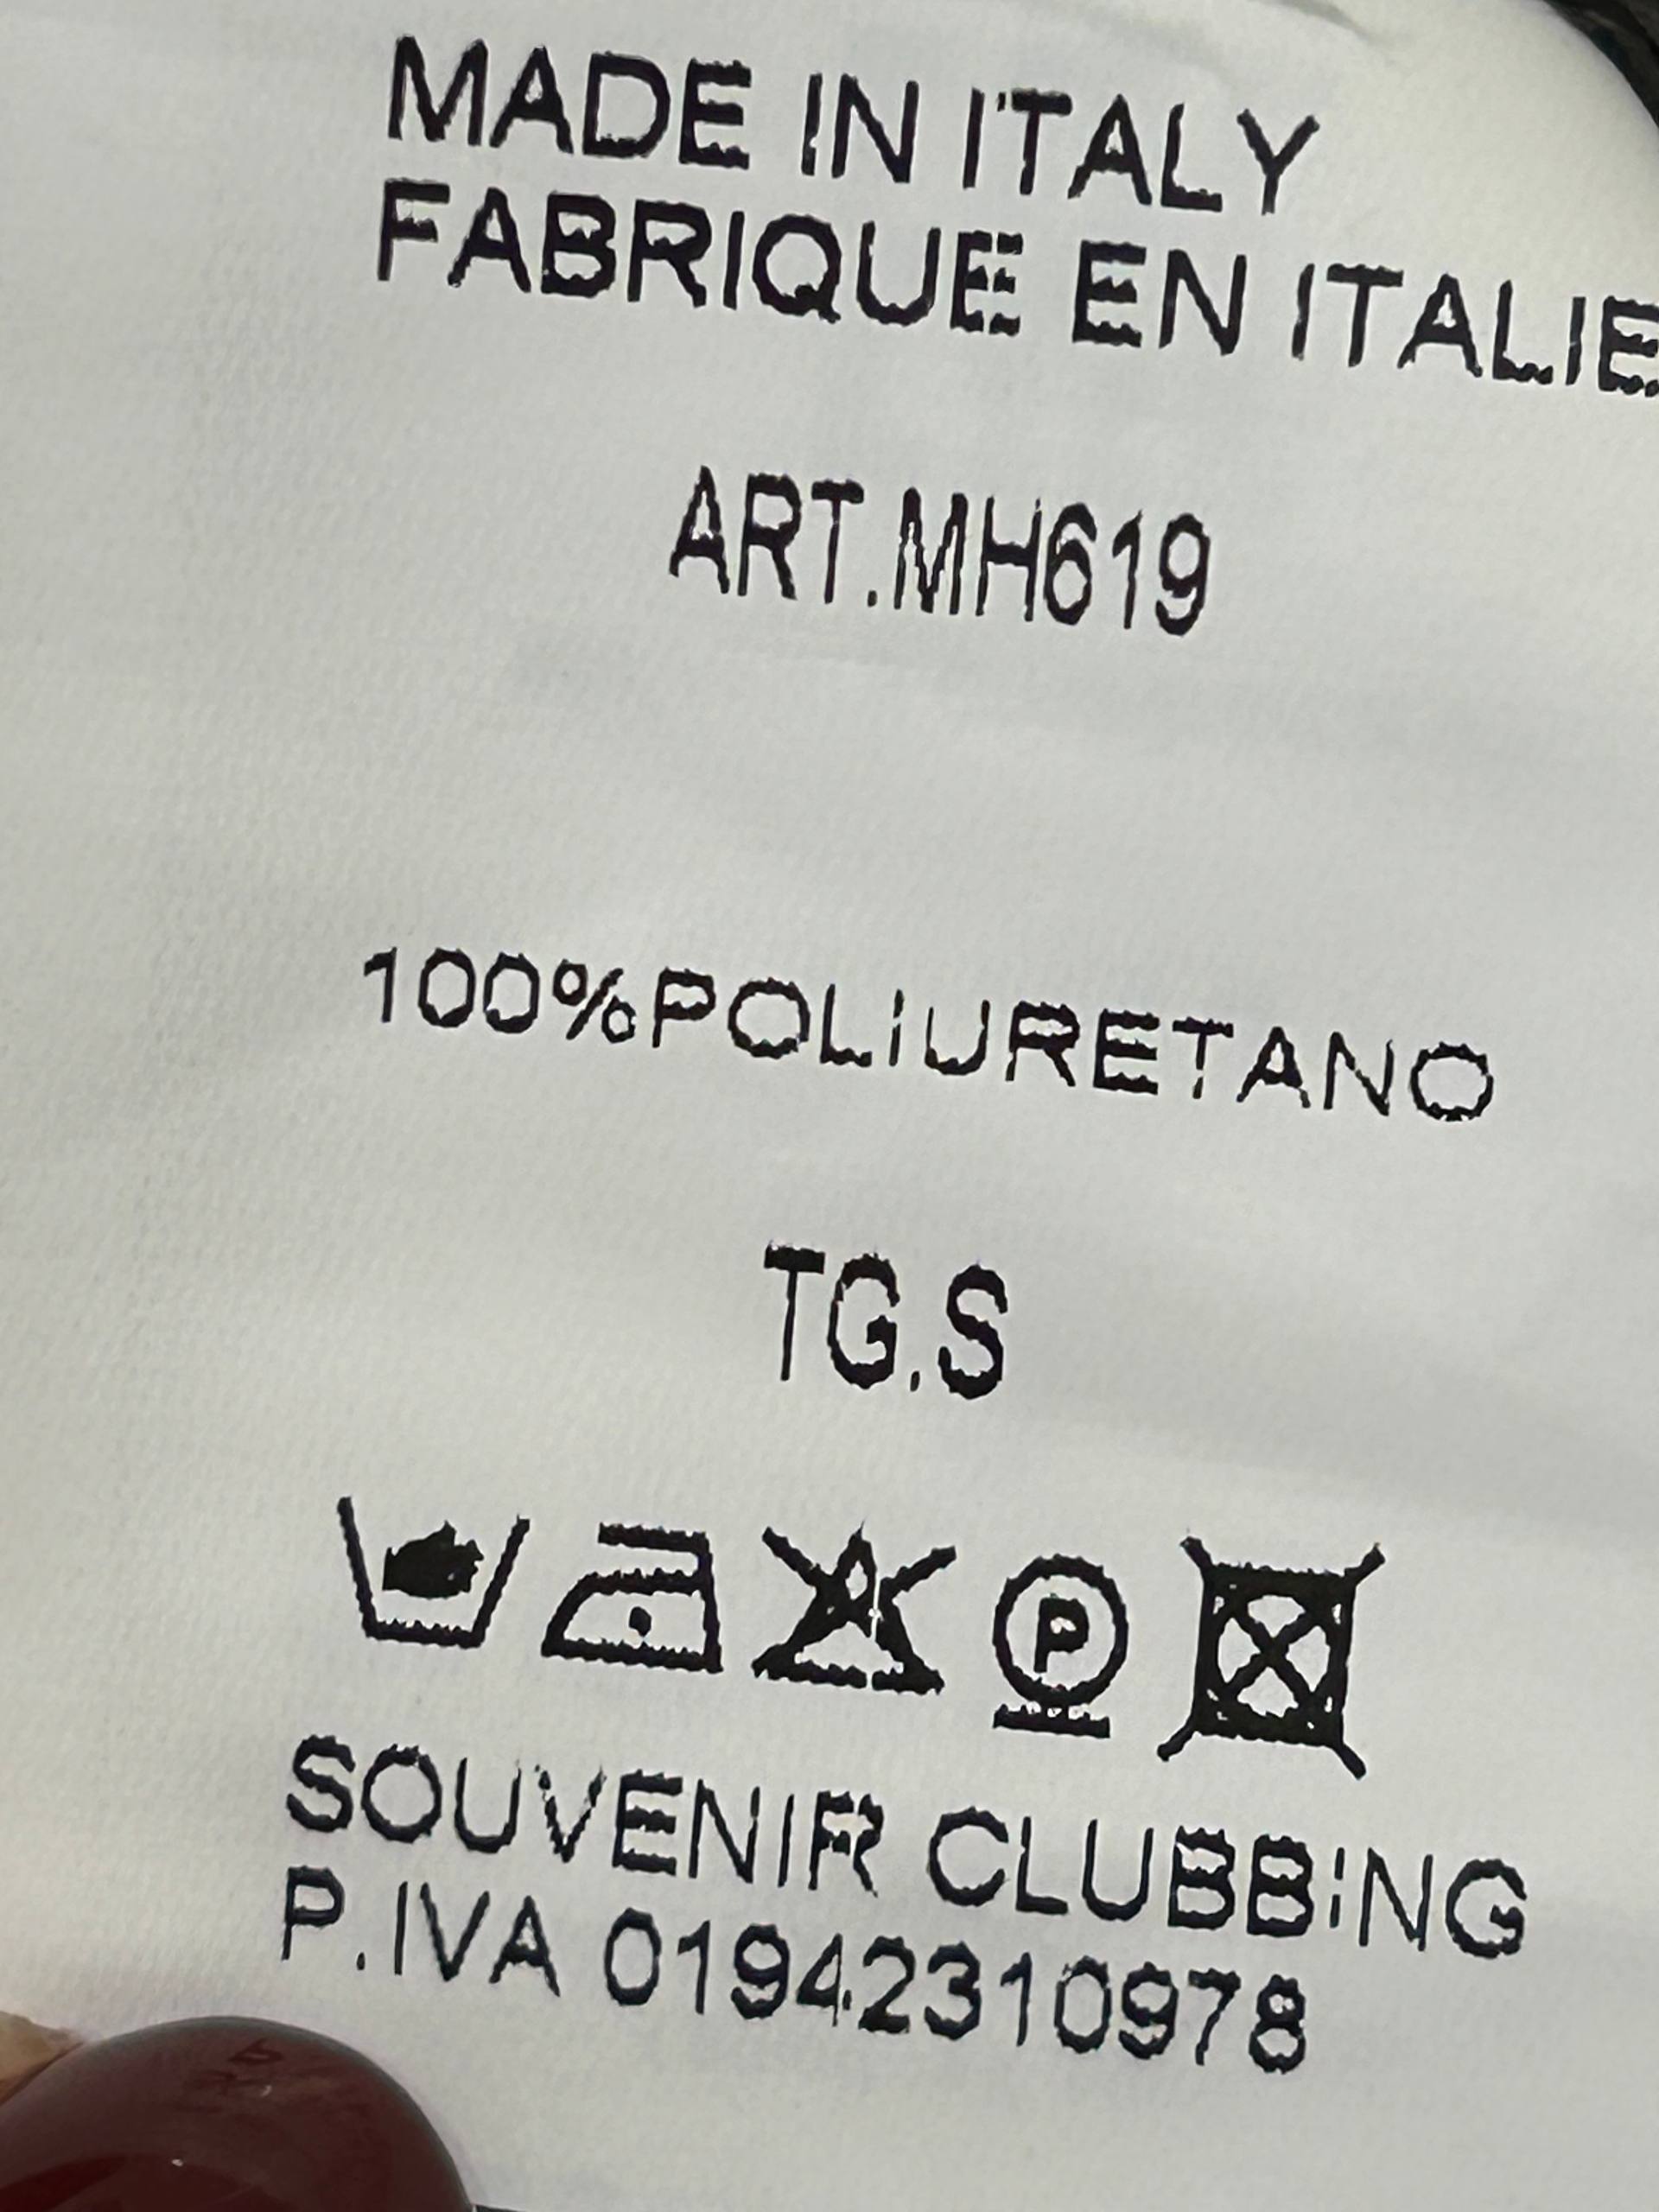 MADE IN ITALY
FABRIQUE EN ITALIE
ART.MH619
100%POLIURETANO
TG.S
P
SOUVENIR CLUBBING
P.IVA 01942310978